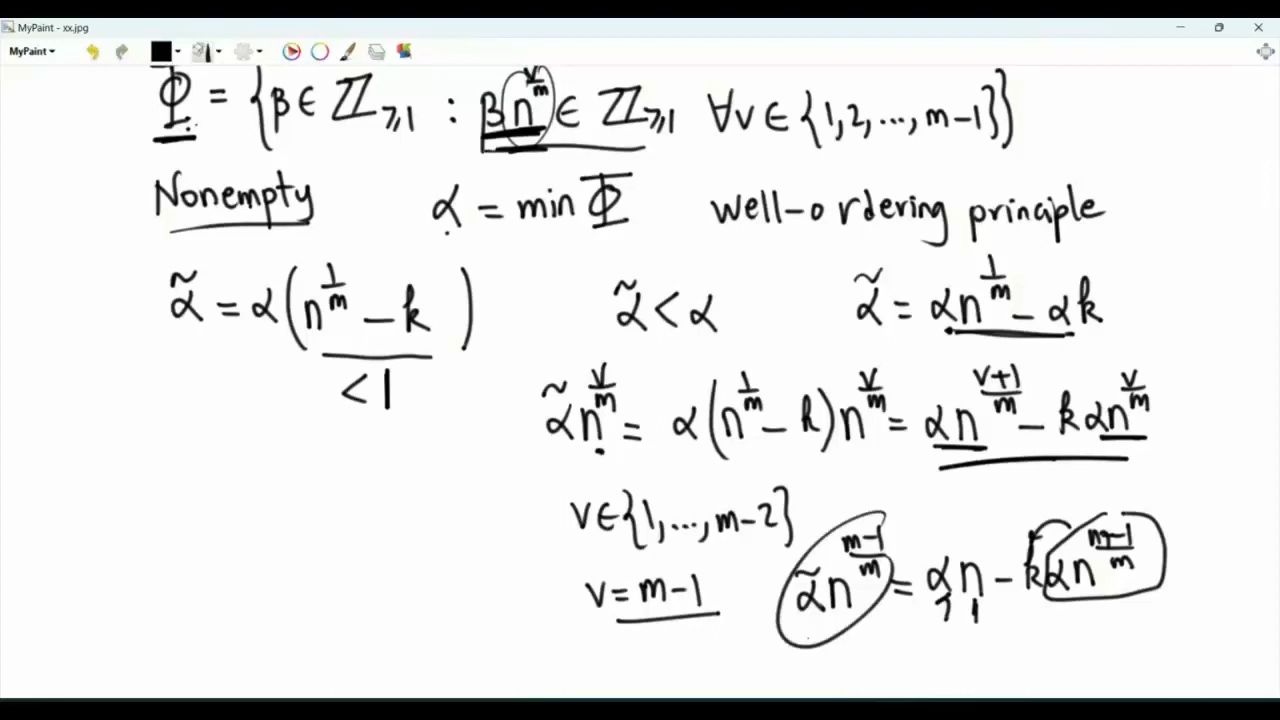 MyPaint - xx.jpg
MyPaint
Φ = {β ∈ ℤ≥1 : βn^(v/m) ∈ ℤ≥1 ∀v ∈ {1,2,...,m-1}}
Nonempty α = min Φ well-ordering principle
α̃ = α(n^(1/m) - k) α̃ < α α̃ = αn^(1/m) - αk
< 1
α̃n^(v/m) = α(n^(1/m) - k)n^(v/m) = αn^((v+1)/m) - kαn^(v/m)
v ∈ {1,...,m-2}
v = m-1 α̃n^((m-1)/m) = αn - kαn^((m-1)/m)